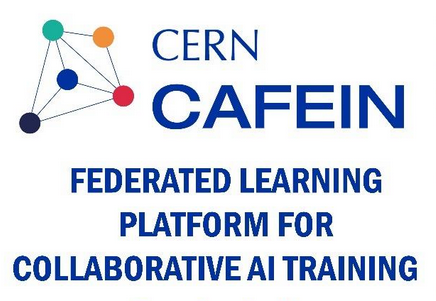 CERN
CAFEIN
FEDERATED LEARNING
PLATFORM FOR
COLLABORATIVE AI TRAINING